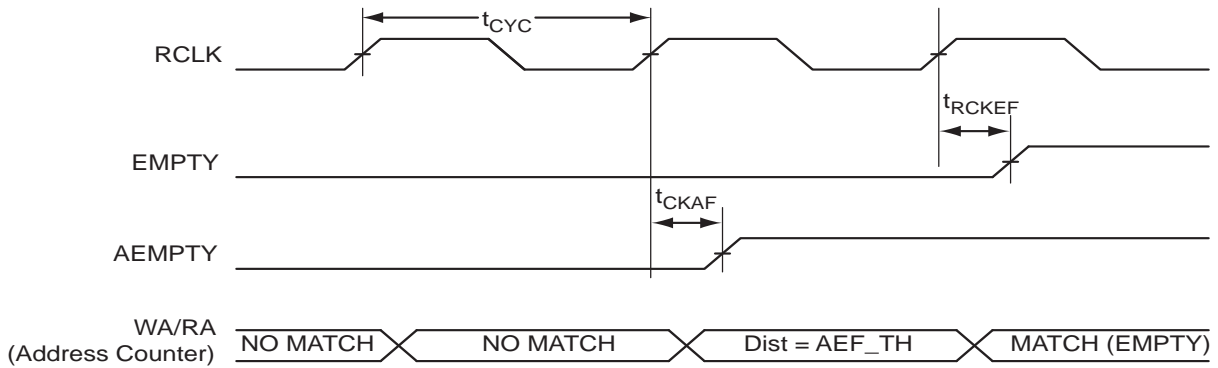 tCYC
RCLK
tRCKEF
EMPTY
tCKAF
AEMPTY
WA/RA
(Address Counter)
NO MATCH
NO MATCH
Dist = AEF_TH
MATCH (EMPTY)